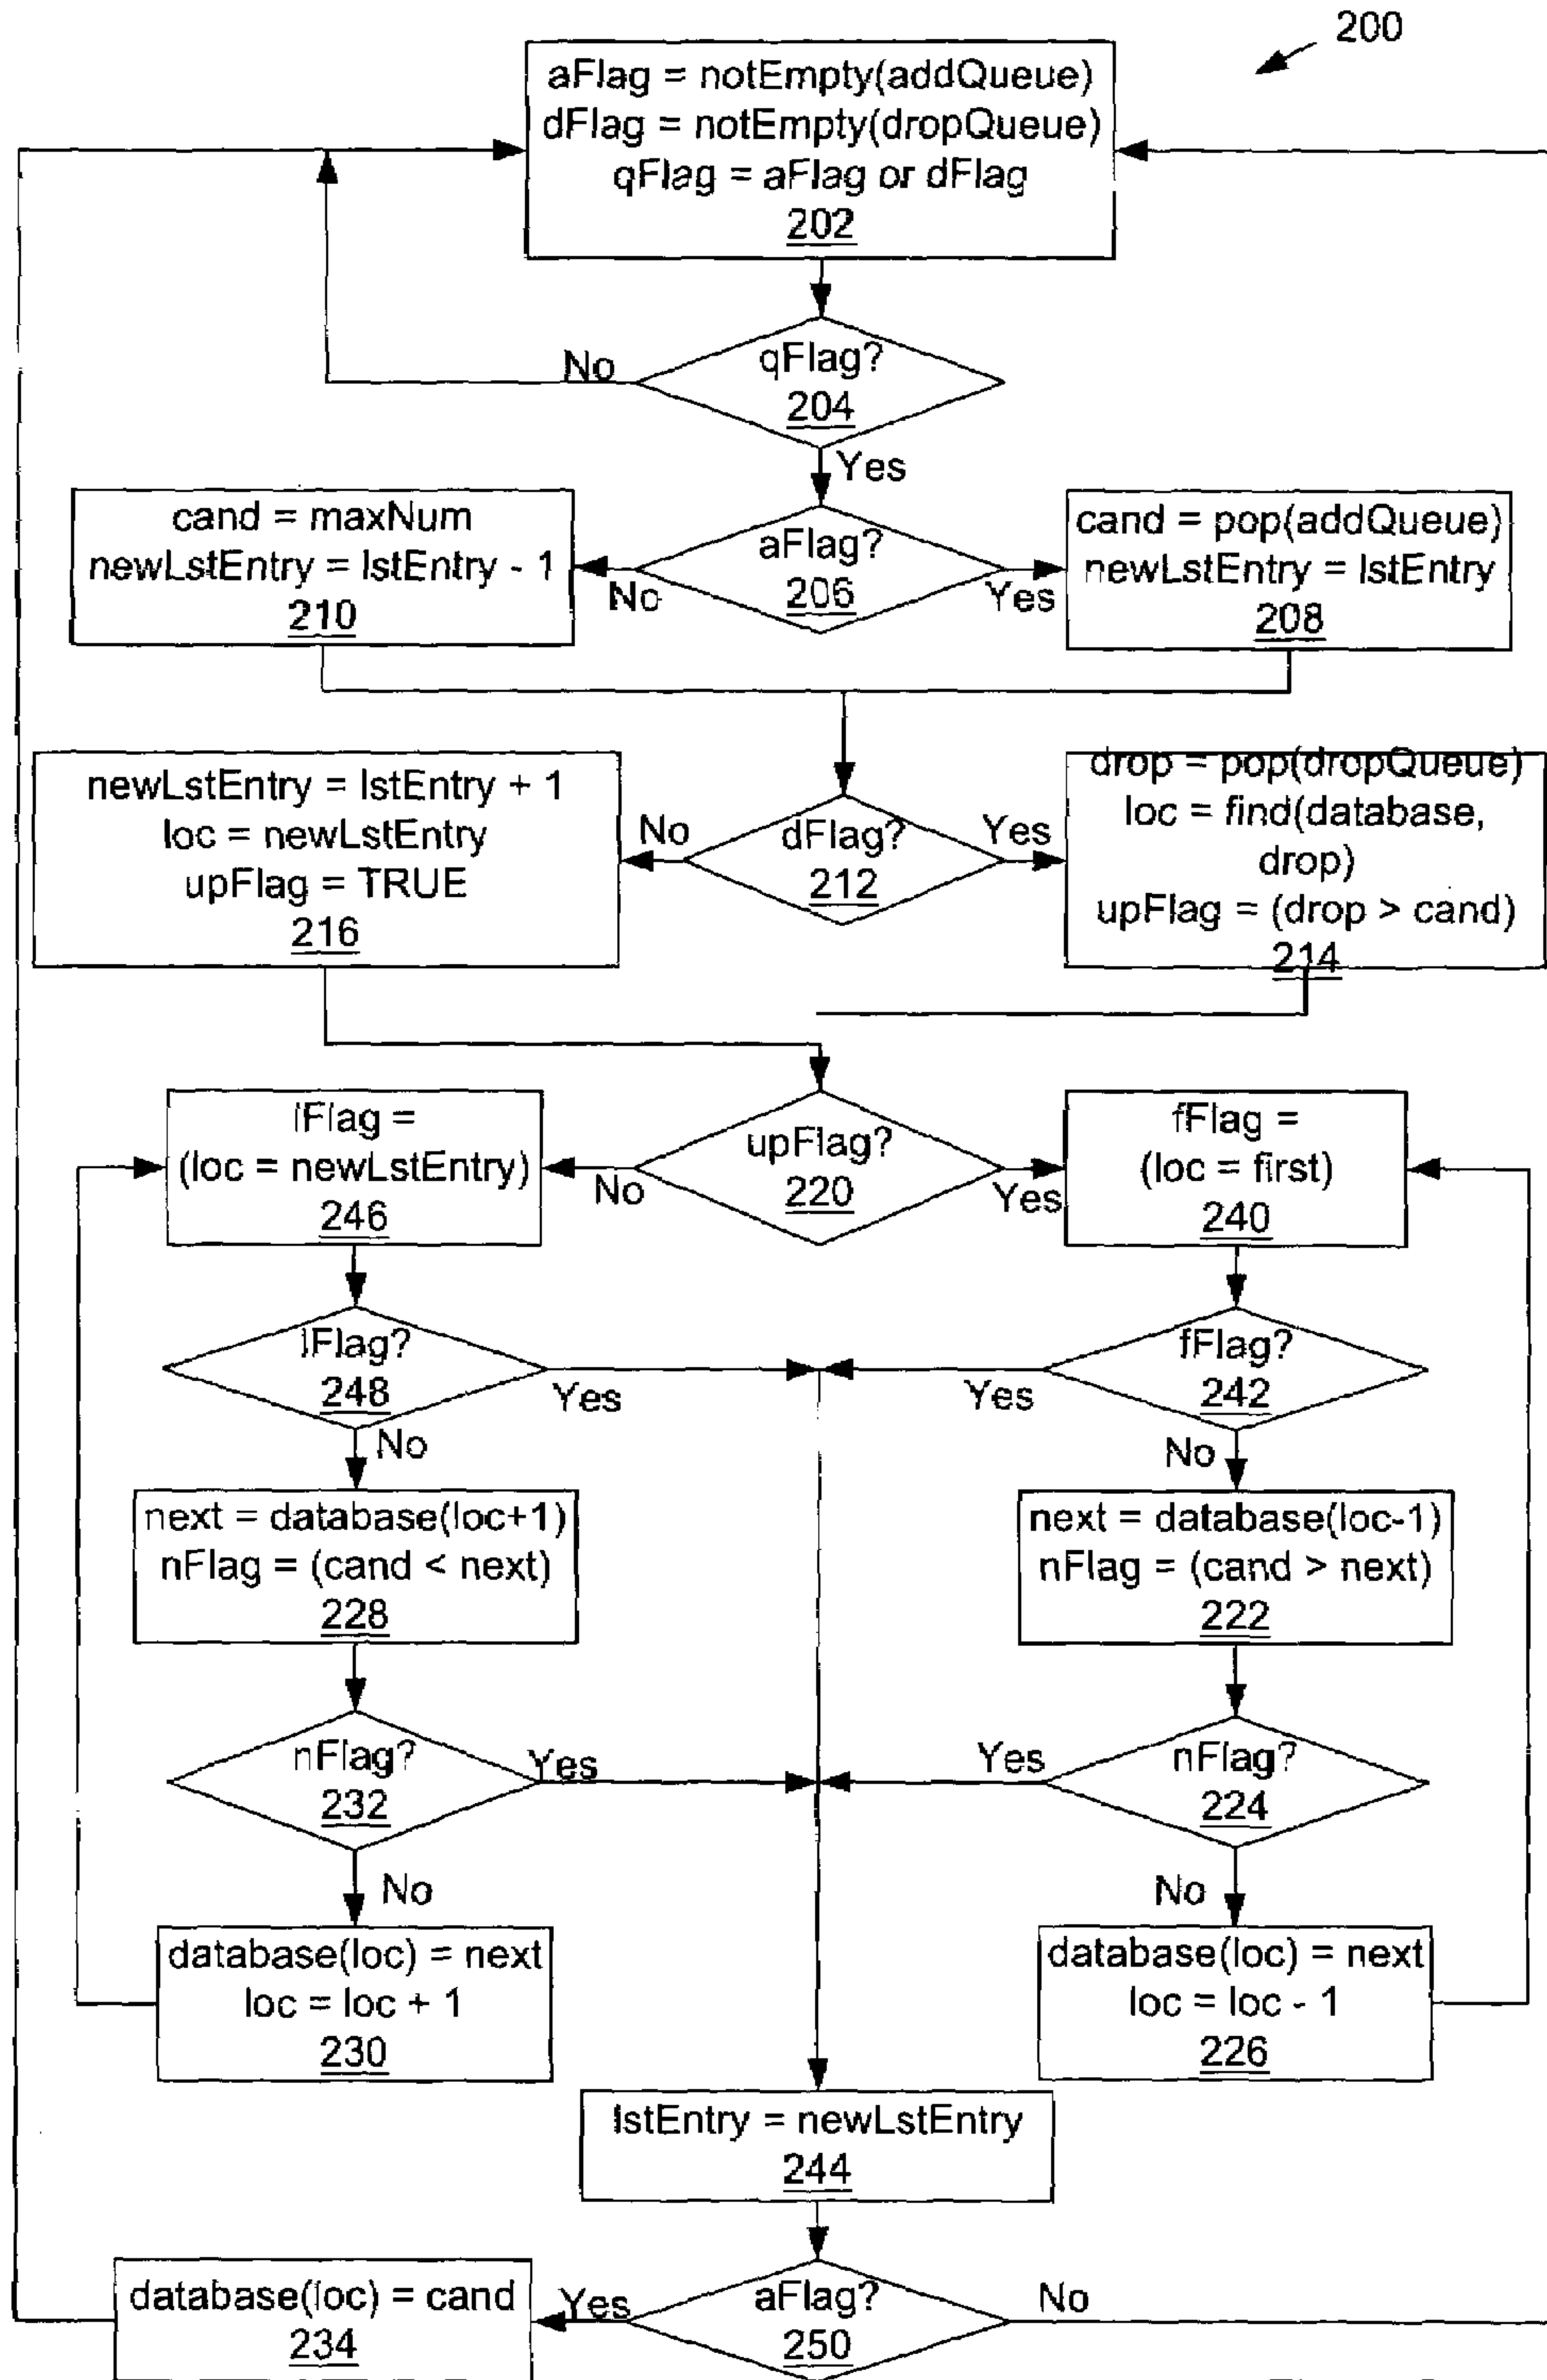 200
aFlag = notEmpty(addQueue)
dFlag = notEmpty(dropQueue)
qFlag = aFlag or dFlag
202
qFlag?
204
No
Yes
cand = maxNum
newLstEntry = lstEntry - 1
210
aFlag?
206
No
Yes
cand = pop(addQueue)
newLstEntry = lstEntry
208
newLstEntry = lstEntry + 1
loc = newLstEntry
upFlag = TRUE
216
No
dFlag?
212
Yes
drop = pop(dropQueue)
loc = find(database,
drop)
upFlag = (drop > cand)
214
lFlag =
(loc = newLstEntry)
246
No
upFlag?
220
Yes
fFlag =
(loc = first)
240
lFlag?
248
Yes
No
fFlag?
242
Yes
No
next = database(loc+1)
nFlag = (cand < next)
228
next = database(loc-1)
nFlag = (cand > next)
222
nFlag?
232
Yes
No
nFlag?
224
Yes
No
database(loc) = next
loc = loc + 1
230
database(loc) = next
loc = loc - 1
226
lstEntry = newLstEntry
244
database(loc) = cand
234
Yes
aFlag?
250
No